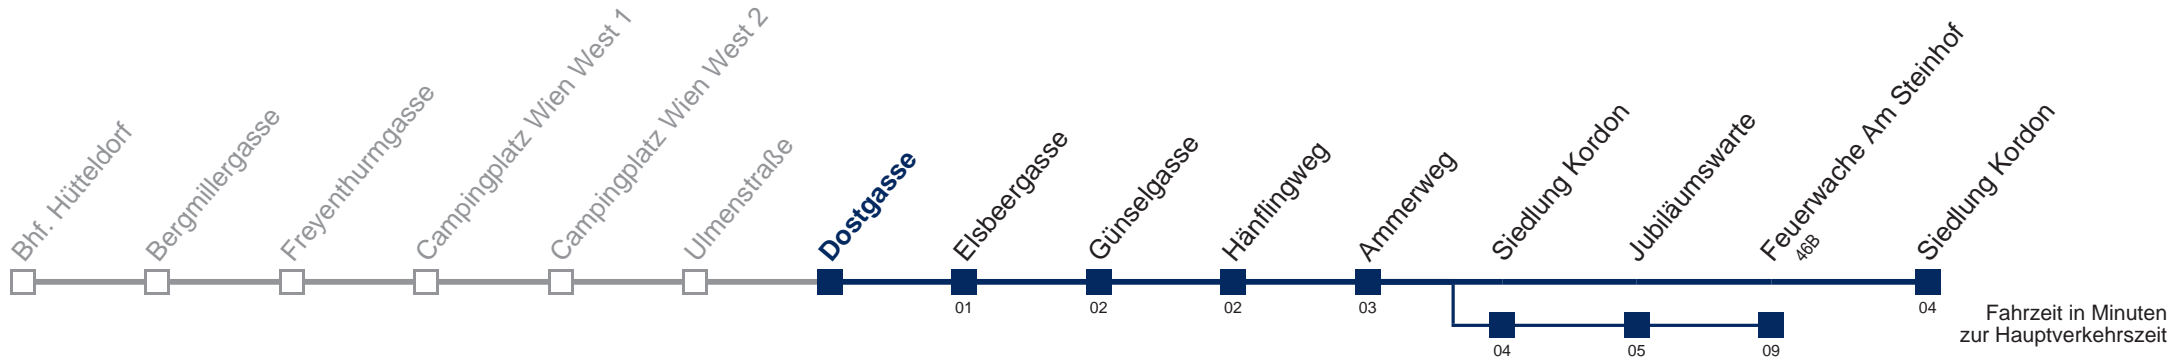 Bhf. Hütteldorf
Bergmillergasse
Freyenthurmgasse
Campingplatz Wien West 1
Campingplatz Wien West 2
Ulmenstraße
Dostgasse
Elsbeergasse
Günselgasse
Hänflingweg
Ammerweg
Siedlung Kordon
Jubiläumswarte
Feuerwache Am Steinhof
46B
Siedlung Kordon
01
02
02
03
04
04
05
09
Fahrzeit in Minuten
zur Hauptverkehrszeit